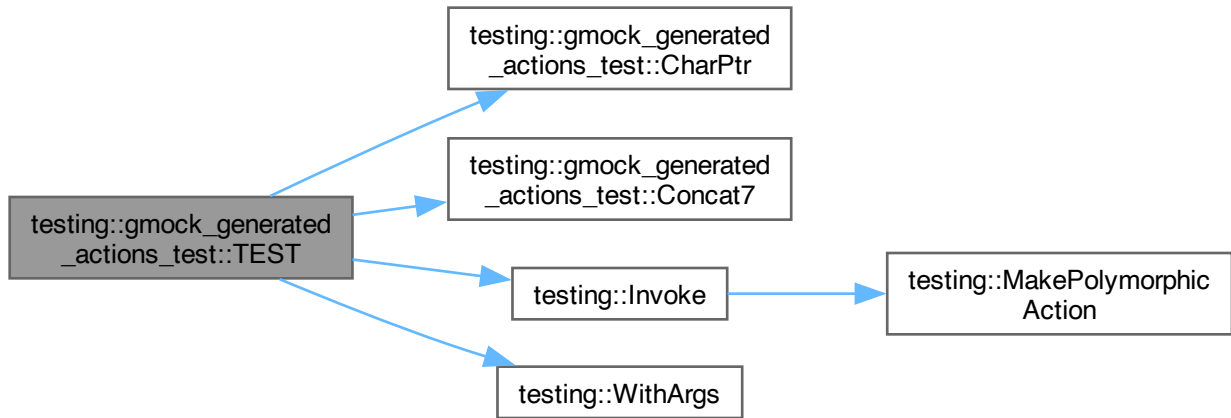 testing::gmock_generated
_actions_test::CharPtr
testing::gmock_generated
_actions_test::Concat7
testing::gmock_generated
_actions_test::TEST
testing::Invoke
testing::MakePolymorphic
Action
testing::WithArgs